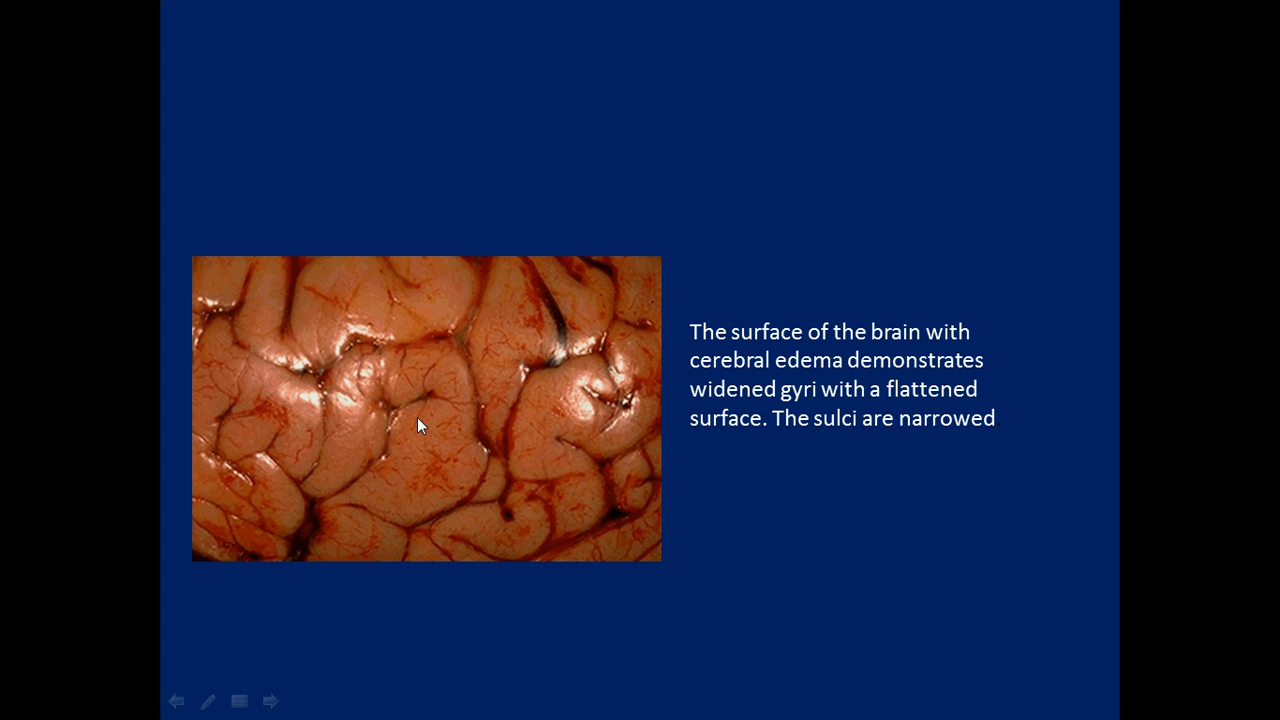 The surface of the brain with
cerebral edema demonstrates
widened gyri with a flattened
surface. The sulci are narrowed.